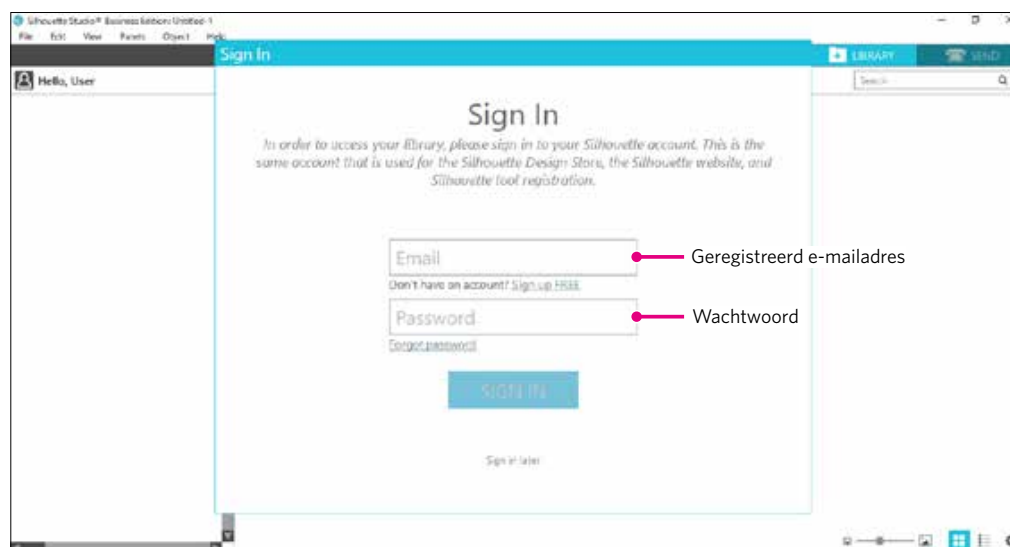 Silhouette Studio® Business Edition: Untitled-1
File Edit View Panels Object Help
Sign In
LIBRARY
SEND
Hello, User
Search
Sign In
In order to access your library, please sign in to your Silhouette account. This is the
same account that is used for the Silhouette Design Store, the Silhouette website, and
Silhouette tool registration.
Email
Geregistreerd e-mailadres
Don't have an account? Sign up FREE
Password
Wachtwoord
Forgot password
SIGN IN
Sign in later